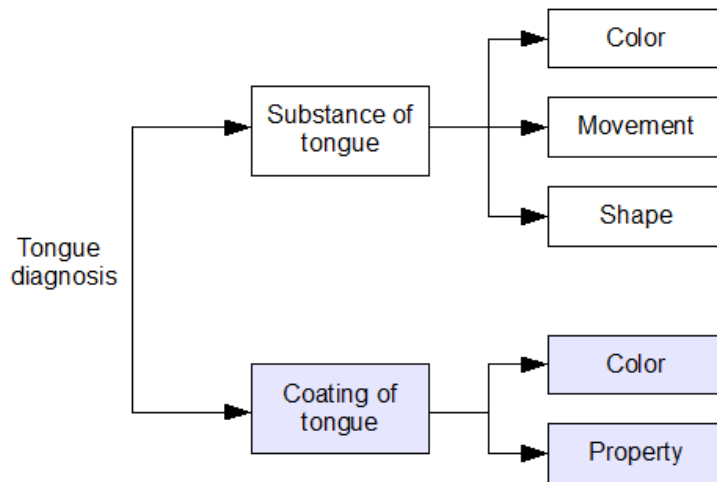 Tongue
diagnosis
Substance of
tongue
Color
Movement
Shape
Coating of
tongue
Color
Property